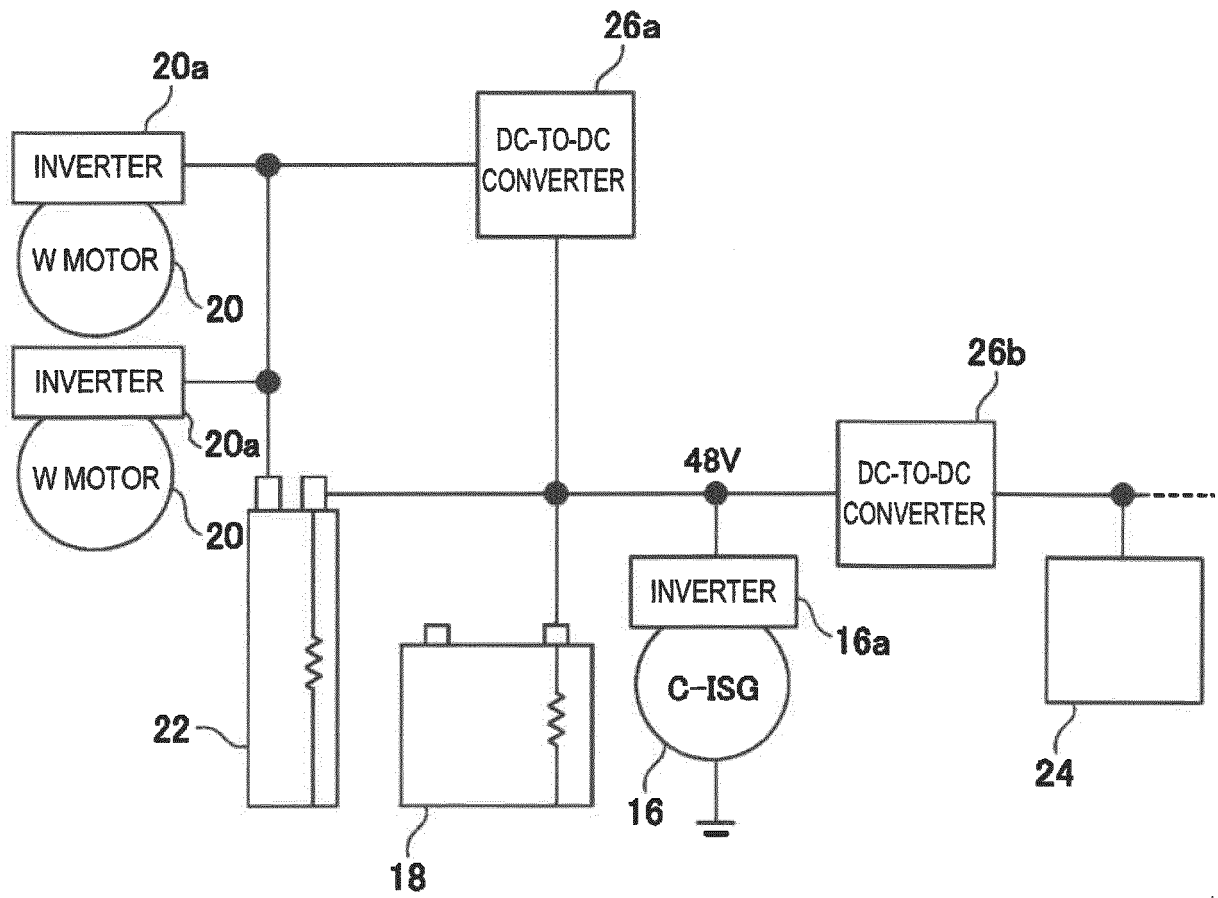 26a
20a
DC-TO-DC
CONVERTER
INVERTER
W MOTOR
20
INVERTER
26b
20a
W MOTOR
48V
DC-TO-DC
CONVERTER
20
INVERTER
16a
C-ISG
22
24
16
18